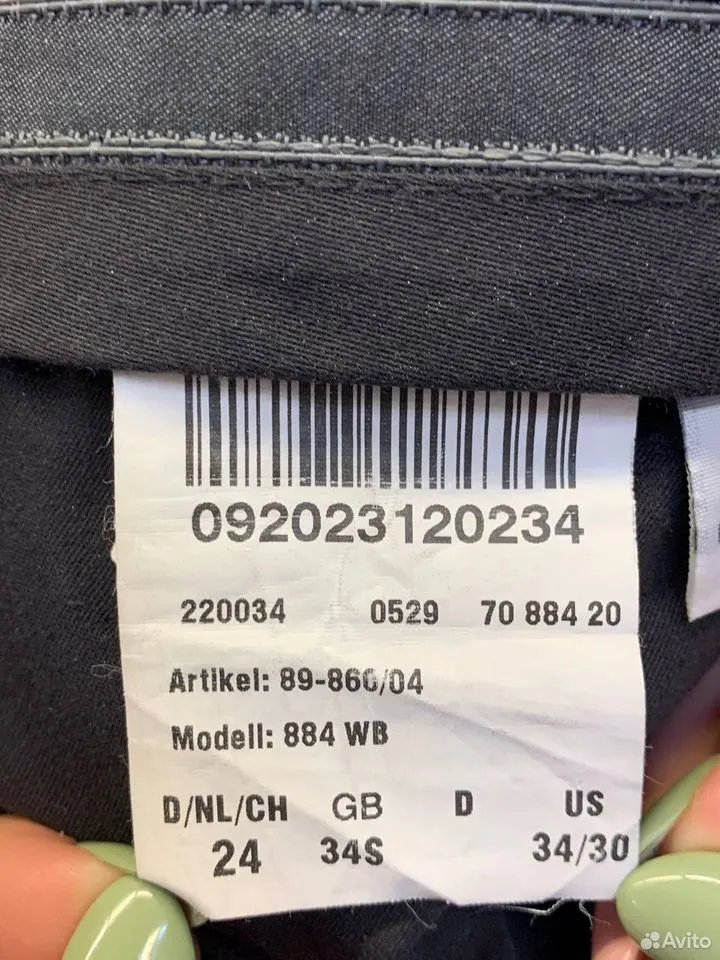 092023120234
220034 0529 70 884 20
Artikel: 89-860/04
Modell: 884 WB
D/NL/CH GB D US
24 34S 34/30
Avito